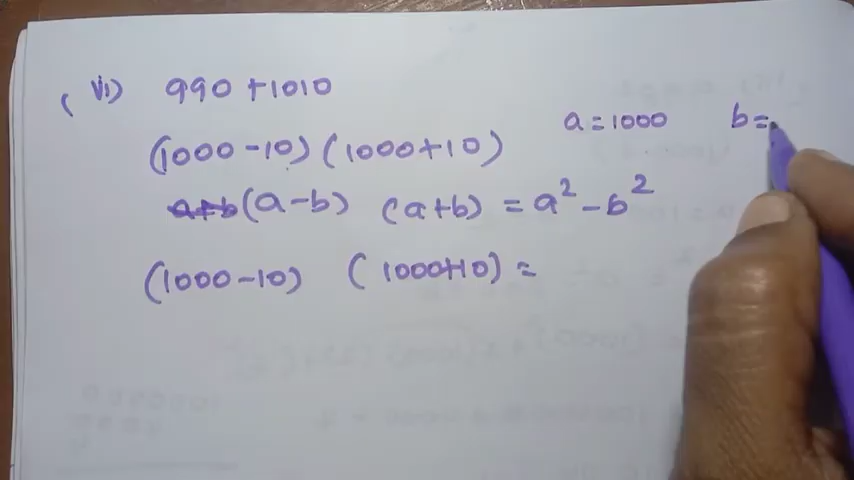 (vi) 990 +1010
(1000 -10) (1000+10) a = 1000 b =
a+b (a-b) (a+b) = a² - b²
(1000 -10) (1000+10) =